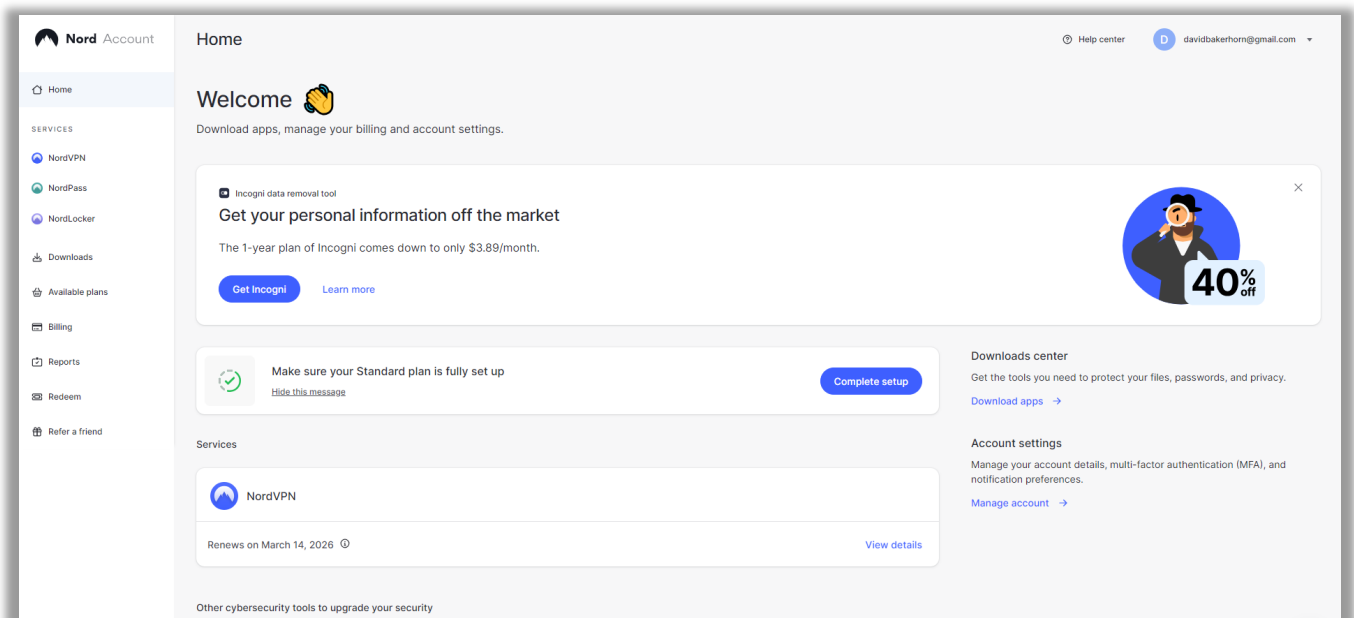 Nord Account
Home
SERVICES
NordVPN
NordPass
NordLocker
Downloads
Available plans
Billing
Reports
Redeem
Refer a friend
Home
Help center
D
davidbakerhorn@gmail.com
Welcome
Download apps, manage your billing and account settings.
Incogni data removal tool
Get your personal information off the market
The 1-year plan of Incogni comes down to only $3.89/month.
Get Incogni
Learn more
40% off
Make sure your Standard plan is fully set up
Hide this message
Complete setup
Services
NordVPN
Renews on March 14, 2026
View details
Other cybersecurity tools to upgrade your security
Downloads center
Get the tools you need to protect your files, passwords, and privacy.
Download apps
Account settings
Manage your account details, multi-factor authentication (MFA), and
notification preferences.
Manage account